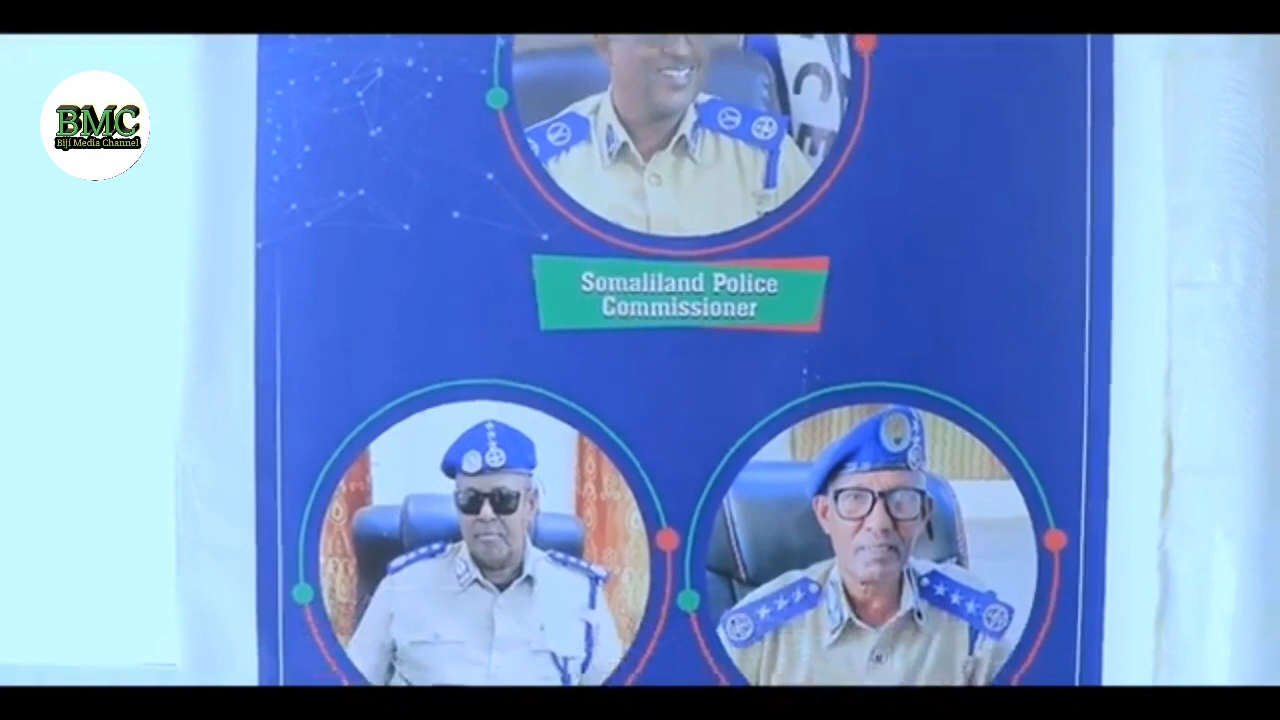 BMC
Biji Media Channel
Somaliland Police
Commissioner